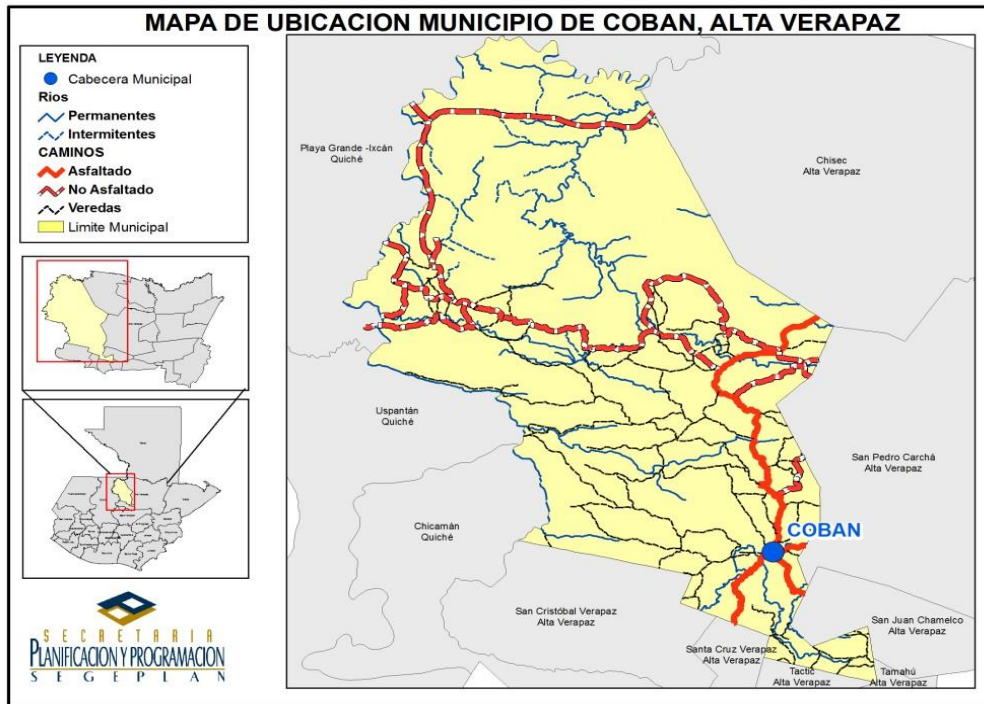 MAPA DE UBICACION MUNICIPIO DE COBAN, ALTA VERAPAZ
LEYENDA
Cabecera Municipal
Rios
Permanentes
Intermitentes
CAMINOS
Asfaltado
No Asfaltado
Veredas
Limite Municipal
Playa Grande -Ixcán
Quiché
Chisec
Alta Verapaz
Uspantán
Quiché
San Pedro Carchá
Alta Verapaz
Chicamán
Quiché
COBAN
San Cristóbal Verapaz
Alta Verapaz
San Juan Chamelco
Alta Verapaz
Santa Cruz Verapaz
Alta Verapaz
Tactic
Alta Verapaz
Tamahú
Alta Verapaz
SECRETARIA
PLANIFICACION Y PROGRAMACION
SEGEPLAN